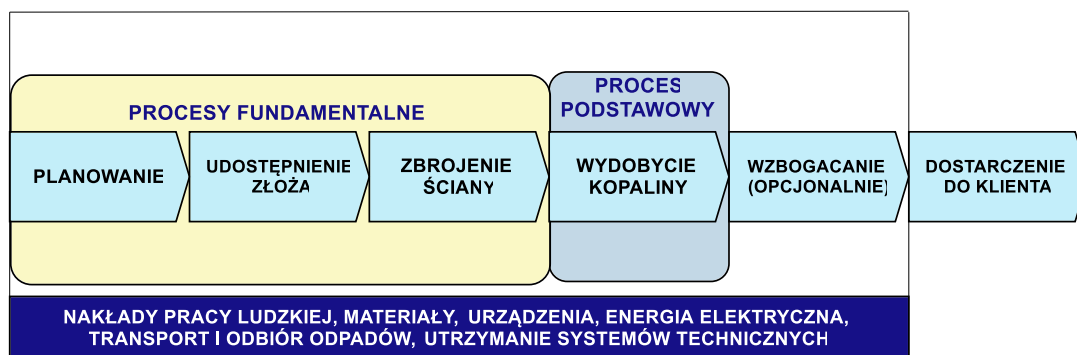 PROCESY FUNDAMENTALNE
PROCES
PODSTAWOWY
PLANOWANIE
UDOSTĘPNIENIE
ZŁOŻA
ZBROJENIE
ŚCIANY
WYDOBYCIE
KOPALINY
WZBOGACANIE
(OPCJONALNIE)
DOSTARCZENIE
DO KLIENTA
NAKŁADY PRACY LUDZKIEJ, MATERIAŁY, URZĄDZENIA, ENERGIA ELEKTRYCZNA,
TRANSPORT I ODBIÓR ODPADÓW, UTRZYMANIE SYSTEMÓW TECHNICZNYCH